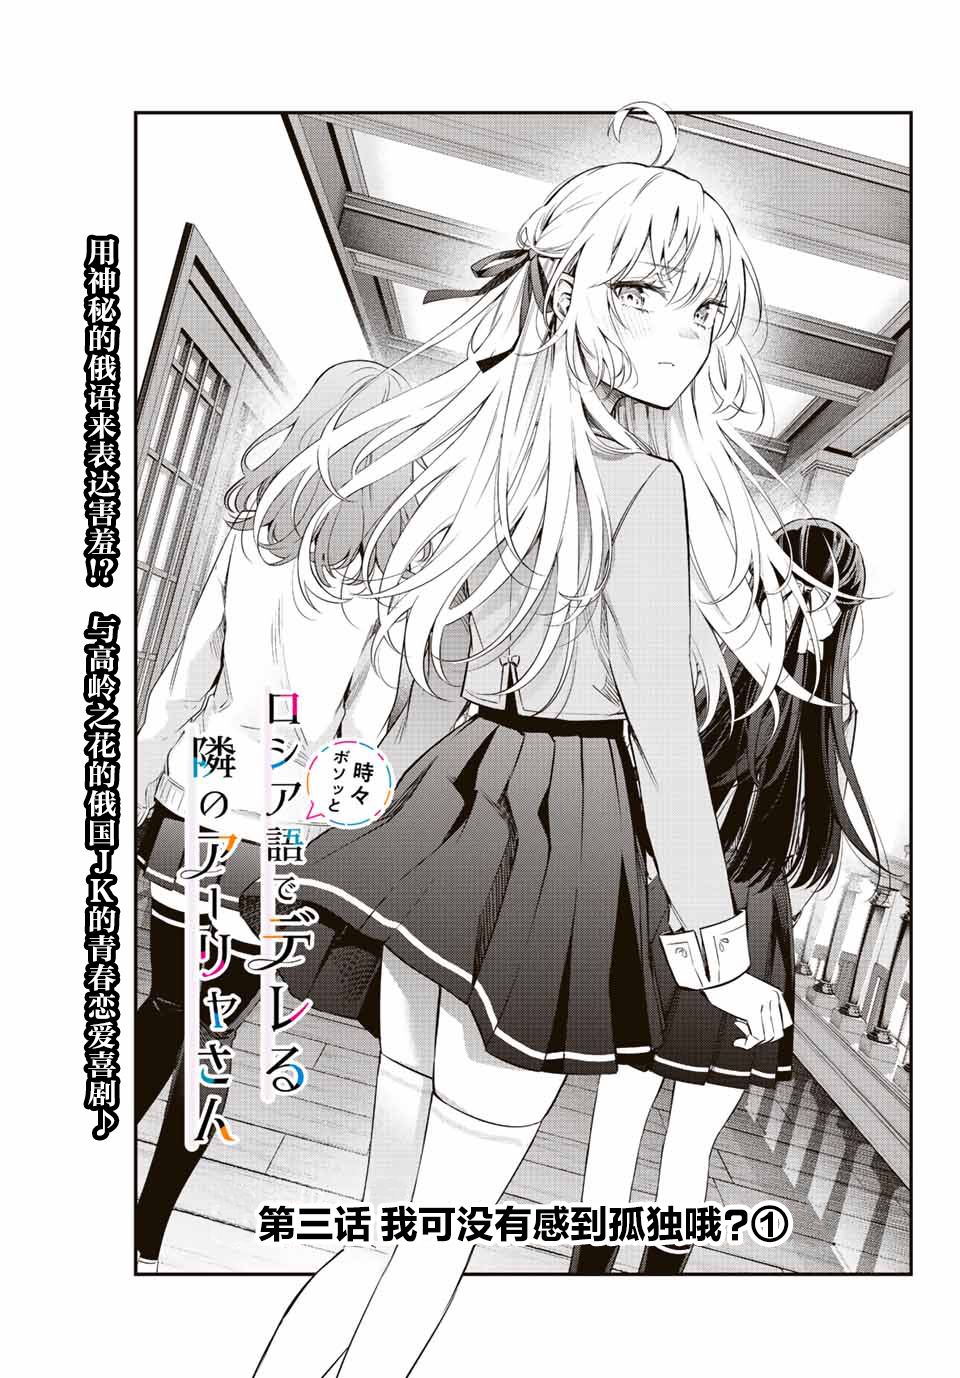 用神秘的俄语来表达害羞!? 与高岭之花的俄国JK的青春恋爱喜剧♪
時々
ボソッと
ロシア語でデレる
隣のアーリャさん
第三话 我可没有感到孤独哦?①